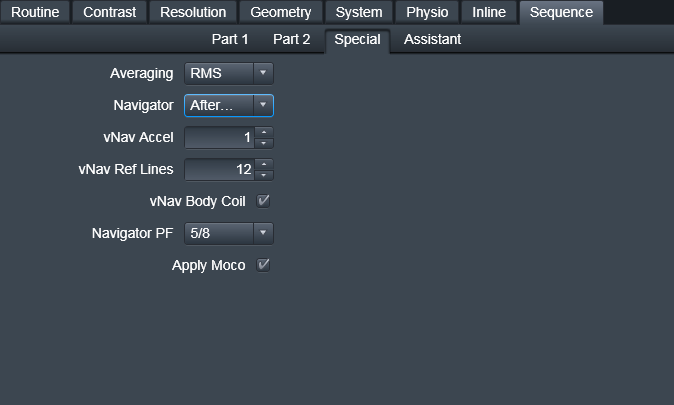 Routine Contrast Resolution Geometry System Physio Inline Sequence
Part 1 Part 2 Special Assistant
Averaging RMS
Navigator After...
vNav Accel 1
vNav Ref Lines 12
vNav Body Coil
Navigator PF 5/8
Apply Moco